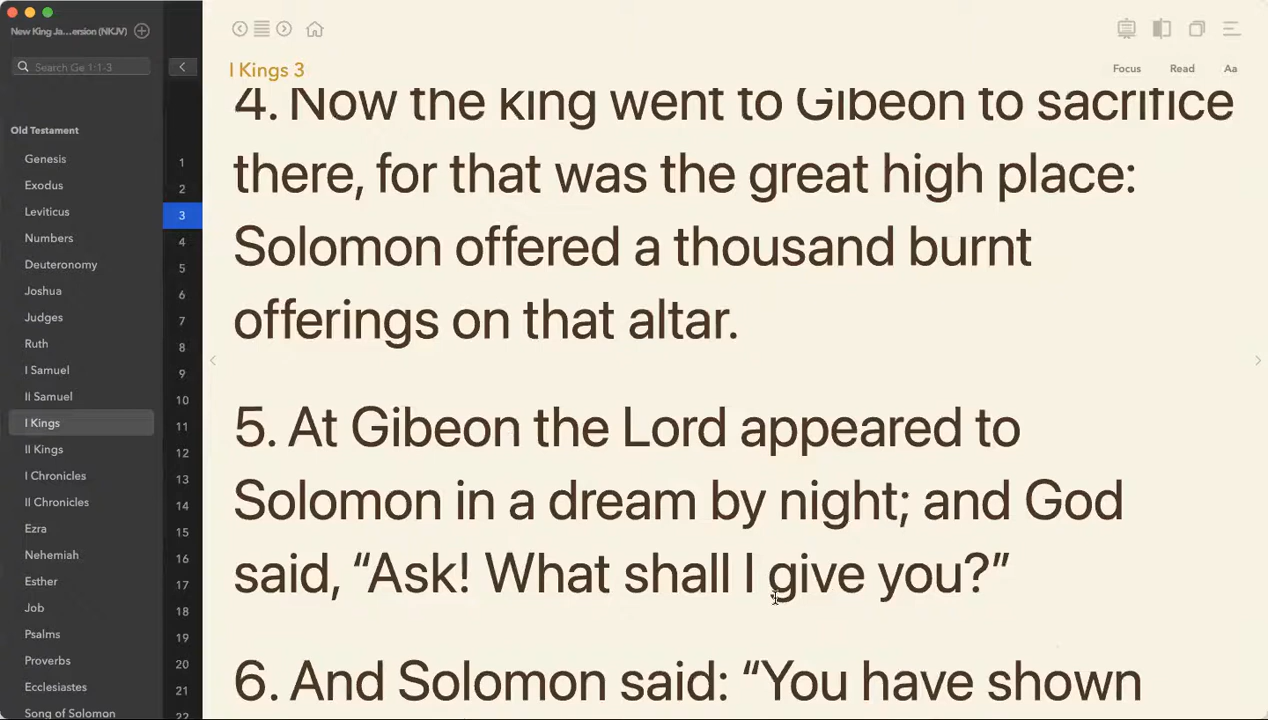 New King Ja...ersion (NKJV)
Search Ge 1:1-3
Old Testament
Genesis
Exodus
Leviticus
Numbers
Deuteronomy
Joshua
Judges
Ruth
I Samuel
II Samuel
I Kings
II Kings
I Chronicles
II Chronicles
Ezra
Nehemiah
Esther
Job
Psalms
Proverbs
Ecclesiastes
Song of Solomon
1
2
3
4
5
6
7
8
9
10
11
12
13
14
15
16
17
18
19
20
21
22
I Kings 3
Focus Read Aa
4. Now the king went to Gibeon to sacrifice
there, for that was the great high place:
Solomon offered a thousand burnt
offerings on that altar.
5. At Gibeon the Lord appeared to
Solomon in a dream by night; and God
said, “Ask! What shall I give you?”
6. And Solomon said: “You have shown